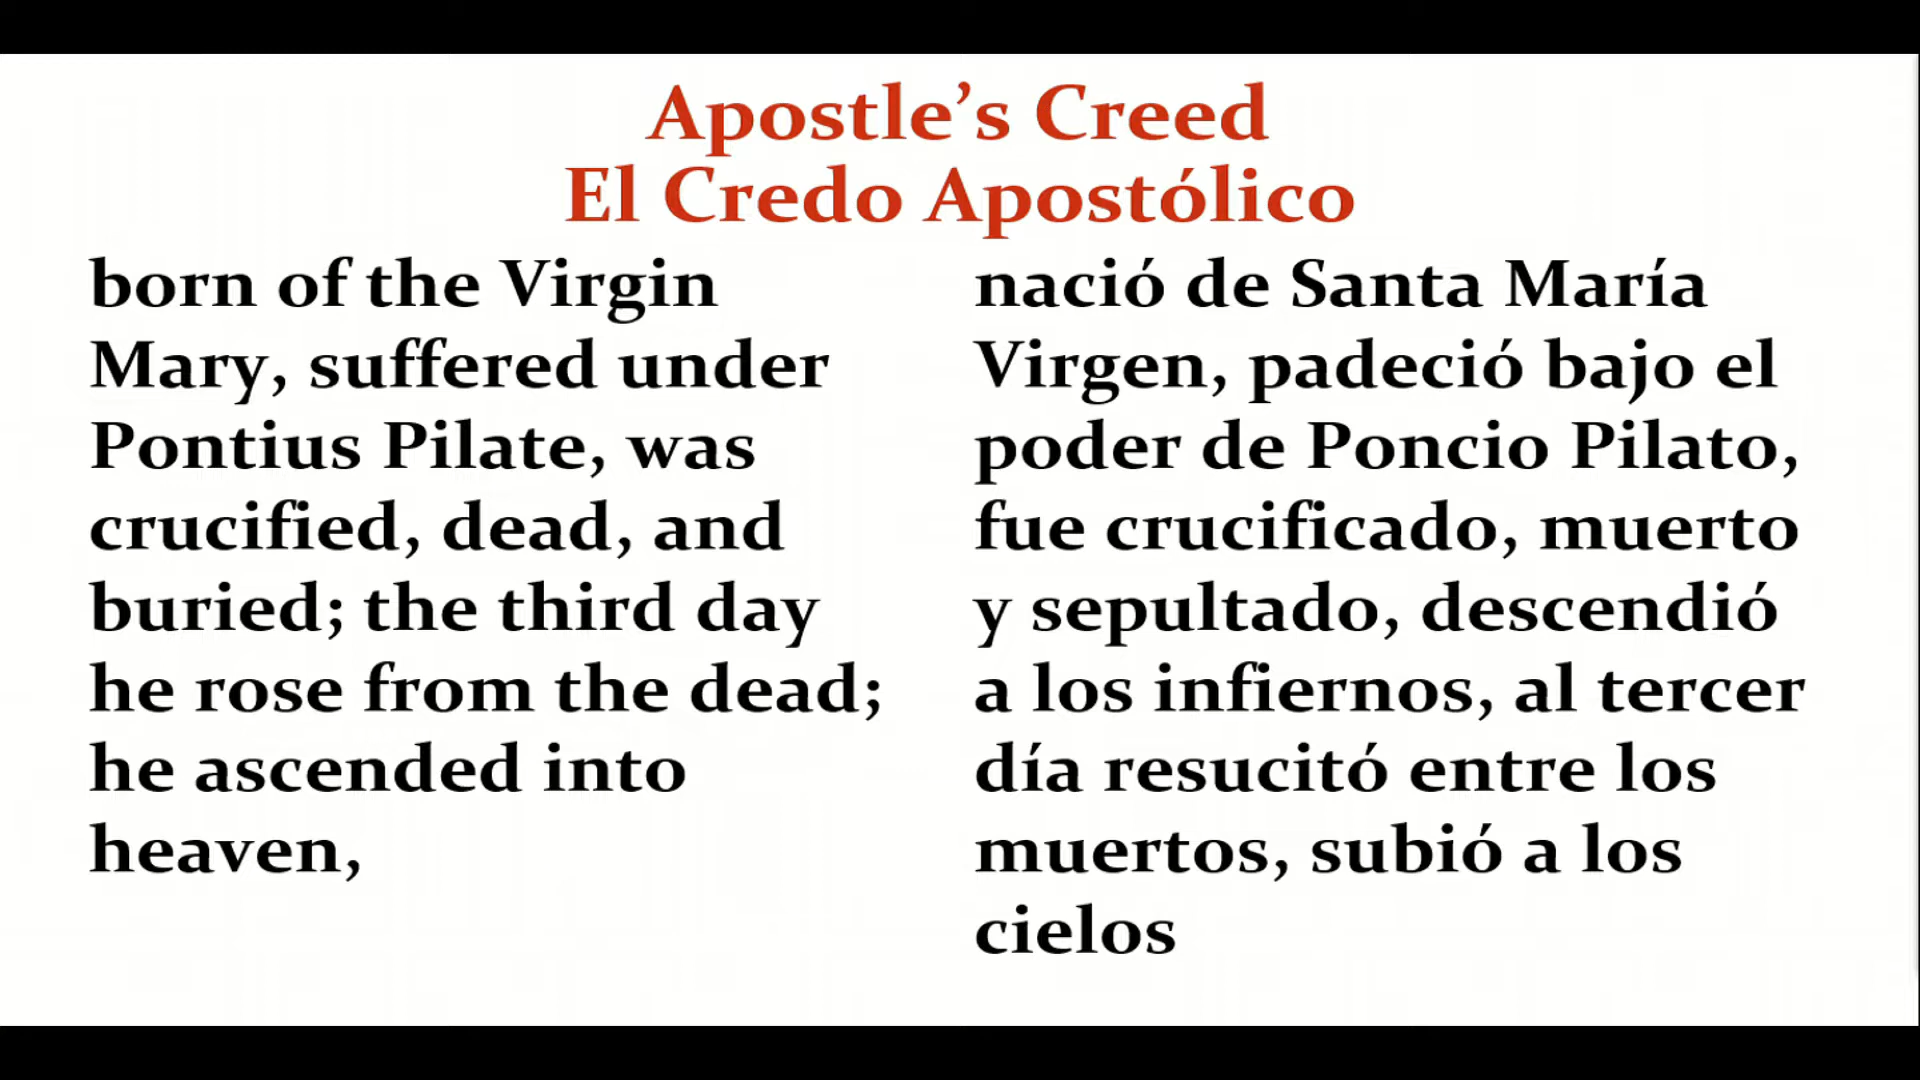 Apostle’s Creed
El Credo Apostólico
born of the Virgin
Mary, suffered under
Pontius Pilate, was
crucified, dead, and
buried; the third day
he rose from the dead;
he ascended into
heaven,
nació de Santa María
Virgen, padeció bajo el
poder de Poncio Pilato,
fue crucificado, muerto
y sepultado, descendió
a los infiernos, al tercer
día resucitó entre los
muertos, subió a los
cielos